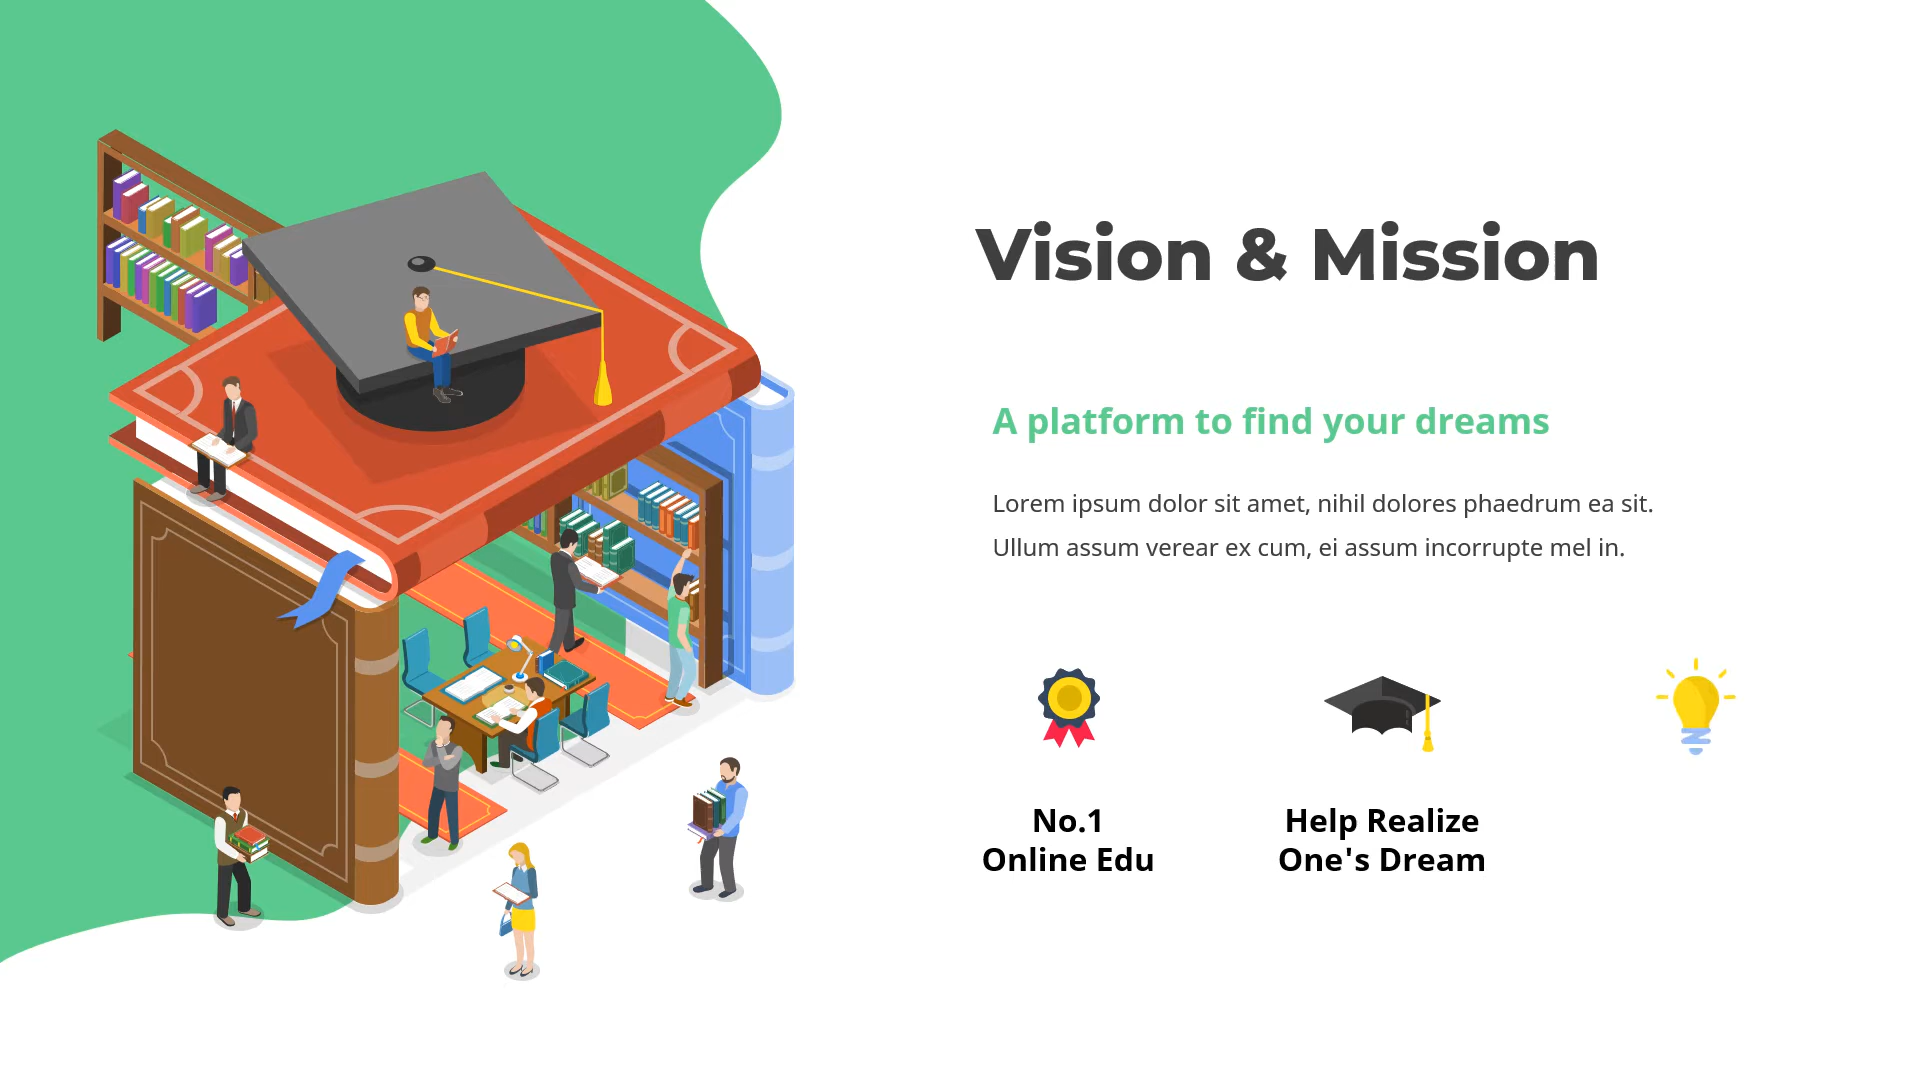 Vision & Mission
A platform to find your dreams
Lorem ipsum dolor sit amet, nihil dolores phaedrum ea sit.
Ullum assum verear ex cum, ei assum incorrupte mel in.
No.1
Online Edu
Help Realize
One's Dream